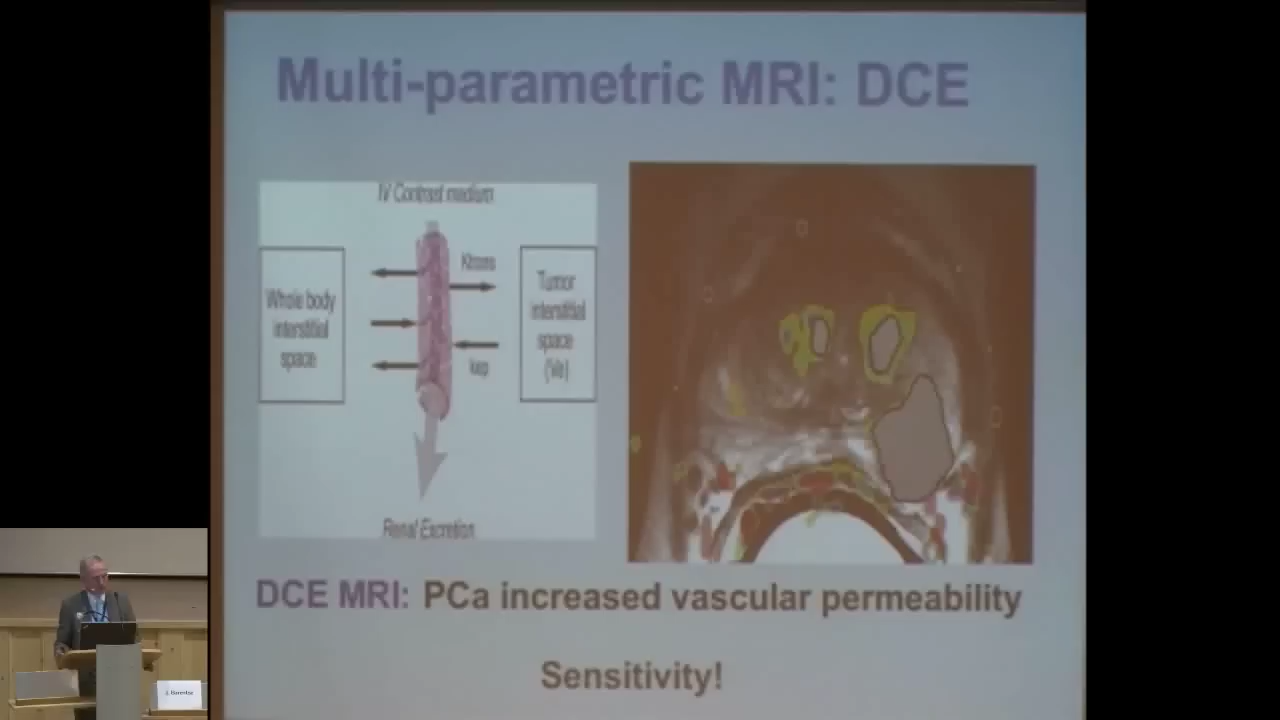 Multi-parametric MRI: DCE
IV Contrast medium
Ktrans
Whole body
interstitial
space
Tumor
interstitial
space
(Ve)
kep
Renal Excretion
DCE MRI: PCa increased vascular permeability
Sensitivity!